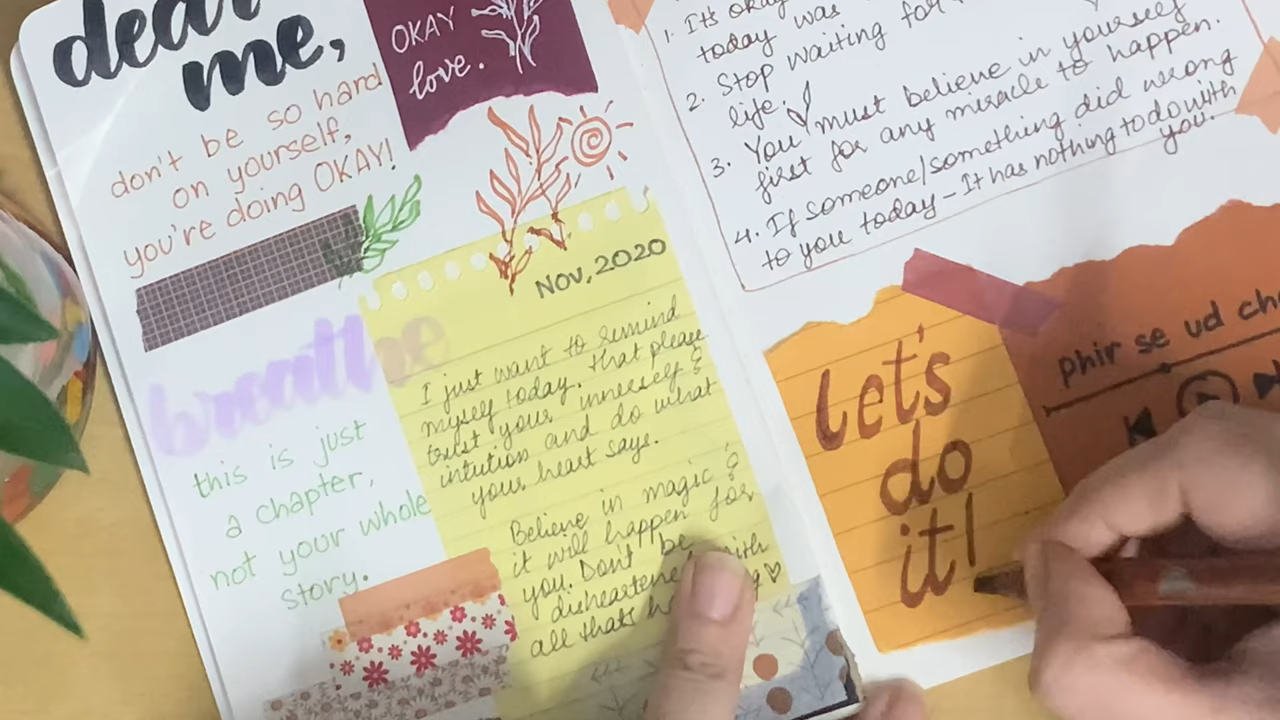 dear
me,
don't be so hard
on yourself,
you're doing OKAY!
breathe
this is just
a chapter,
not your whole
story.
OKAY
love.
Nov, 2020
I just want to remind
myself today. that please
trust your innerself &
intution and do what
your heart says.
Believe in magic &
it will happen for
you. Don't be
with
all thats
1. It's okay
today was
2. Stop waiting for
life.
3. You must believe in yourself
first for any miracle to happen.
4. If someone/something did wrong
to you today - It has nothing to do with
you.
Let's
do
it!
phir se ud